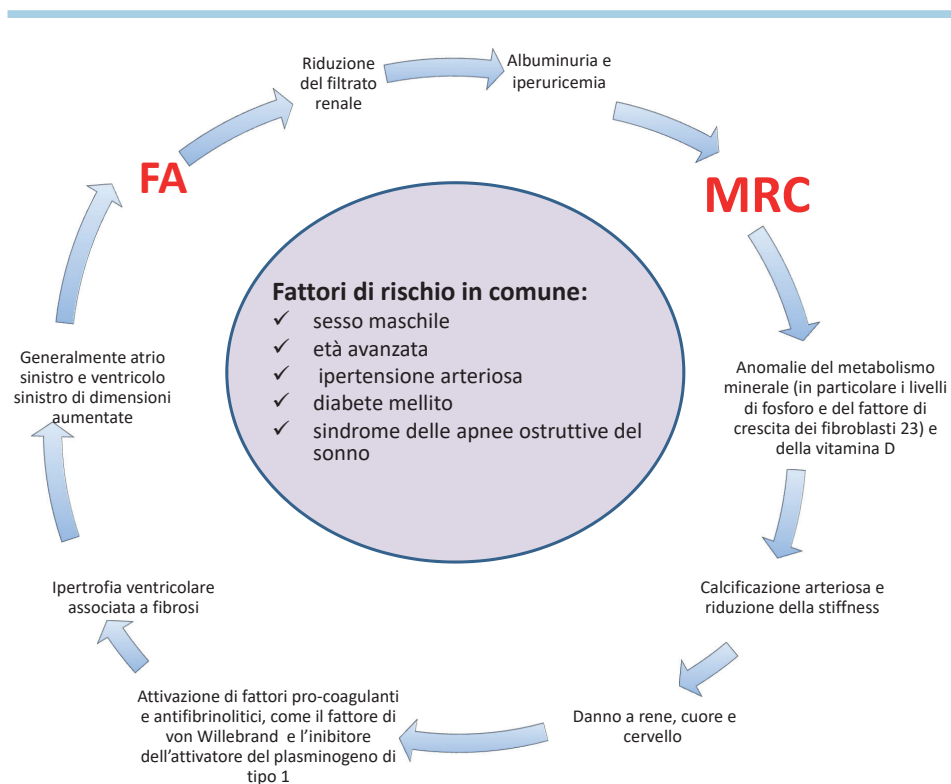 Riduzione
del filtrato
renale
Albuminuria e
iperuricemia
FA
MRC
Fattori di rischio in comune:
✓ sesso maschile
✓ età avanzata
✓ ipertensione arteriosa
✓ diabete mellito
✓ sindrome delle apnee ostruttive del
sonno
Anomalie del metabolismo
minerale (in particolare i livelli
di fosforo e del fattore di
crescita dei fibroblasti 23) e
della vitamina D
Calcificazione arteriosa e
riduzione della stiffness
Danno a rene, cuore e
cervello
Attivazione di fattori pro-coagulanti
e antifibrinolitici, come il fattore di
von Willebrand e l’inibitore
dell’attivatore del plasminogeno di
tipo 1
Ipertrofia ventricolare
associata a fibrosi
Generalmente atrio
sinistro e ventricolo
sinistro di dimensioni
aumentate